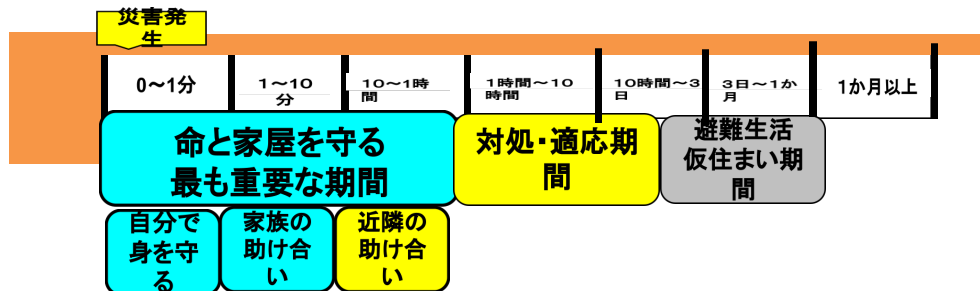 災害発
生
0～1分
1～10
分
10～1時
間
1時間～10
時間
10時間～3
日
3日～1か
月
1か月以上
命と家屋を守る
最も重要な期間
対処・適応期
間
避難生活
仮住まい期
間
自分で
身を守
る
家族の
助け合
い
近隣の
助け合
い